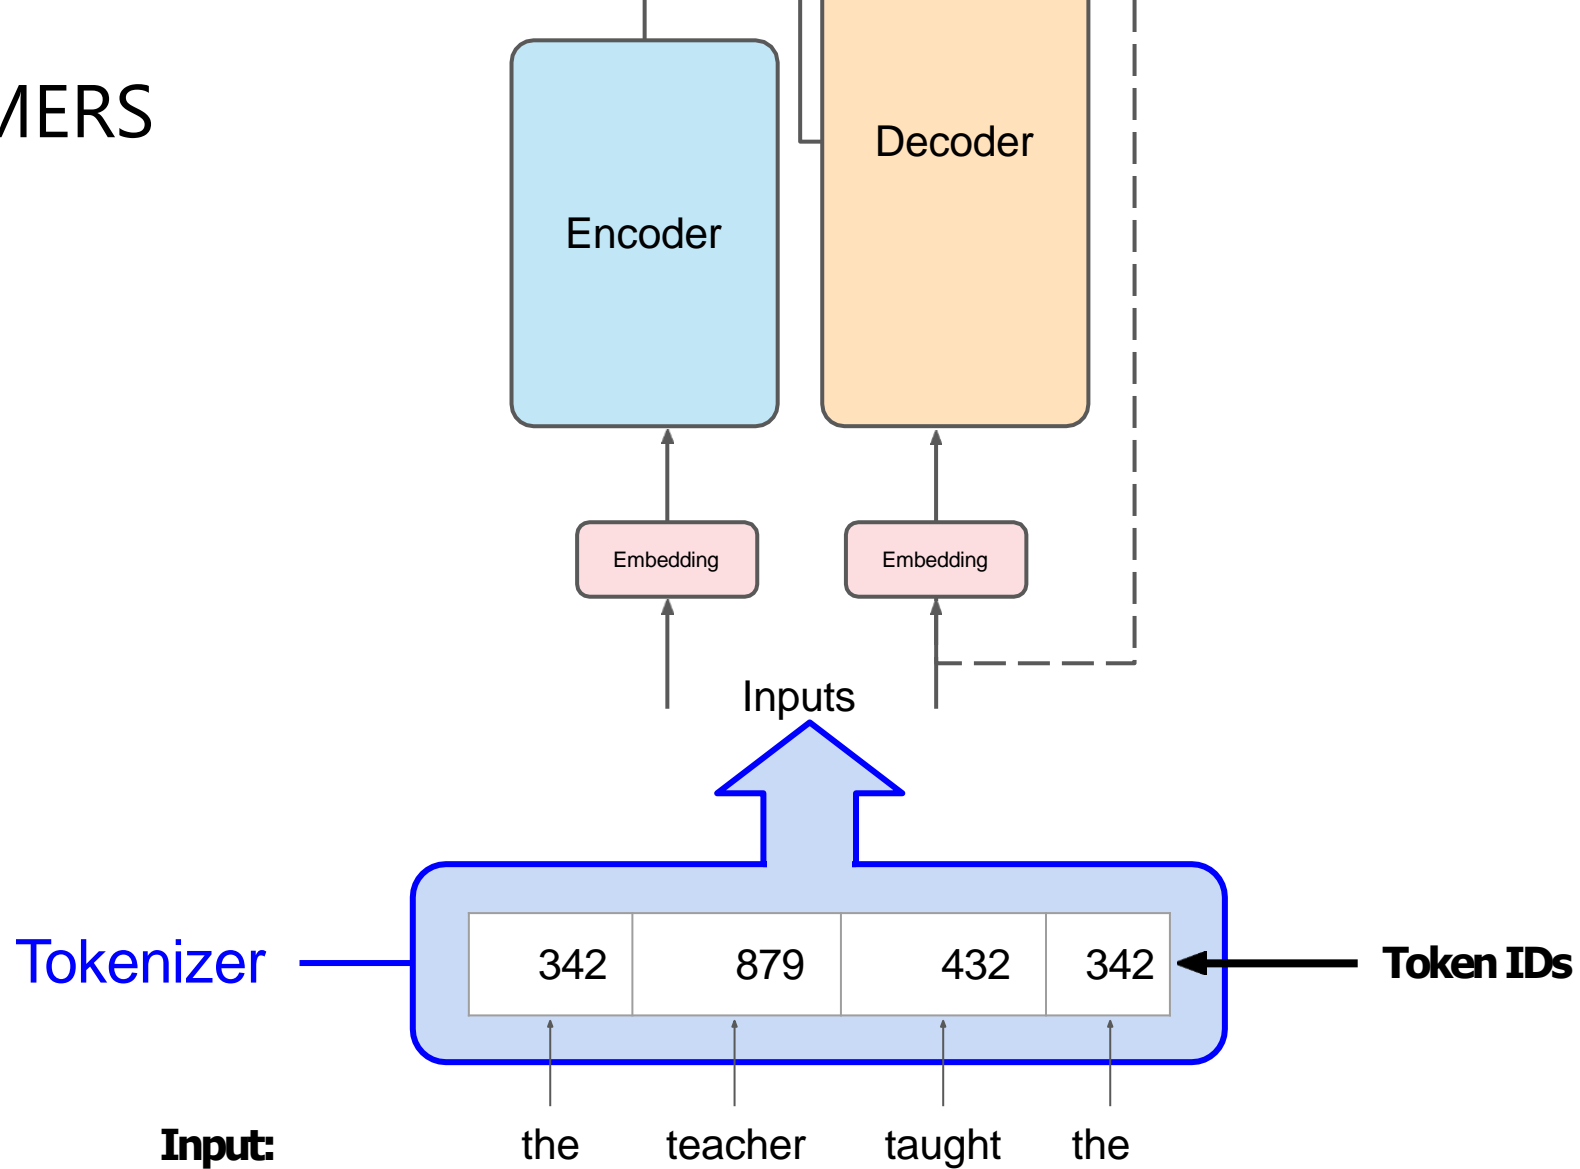 MERS
Decoder
Encoder
Embedding Embedding
Inputs
Tokenizer 342 879 432 342 Token IDs
Input: the teacher taught the